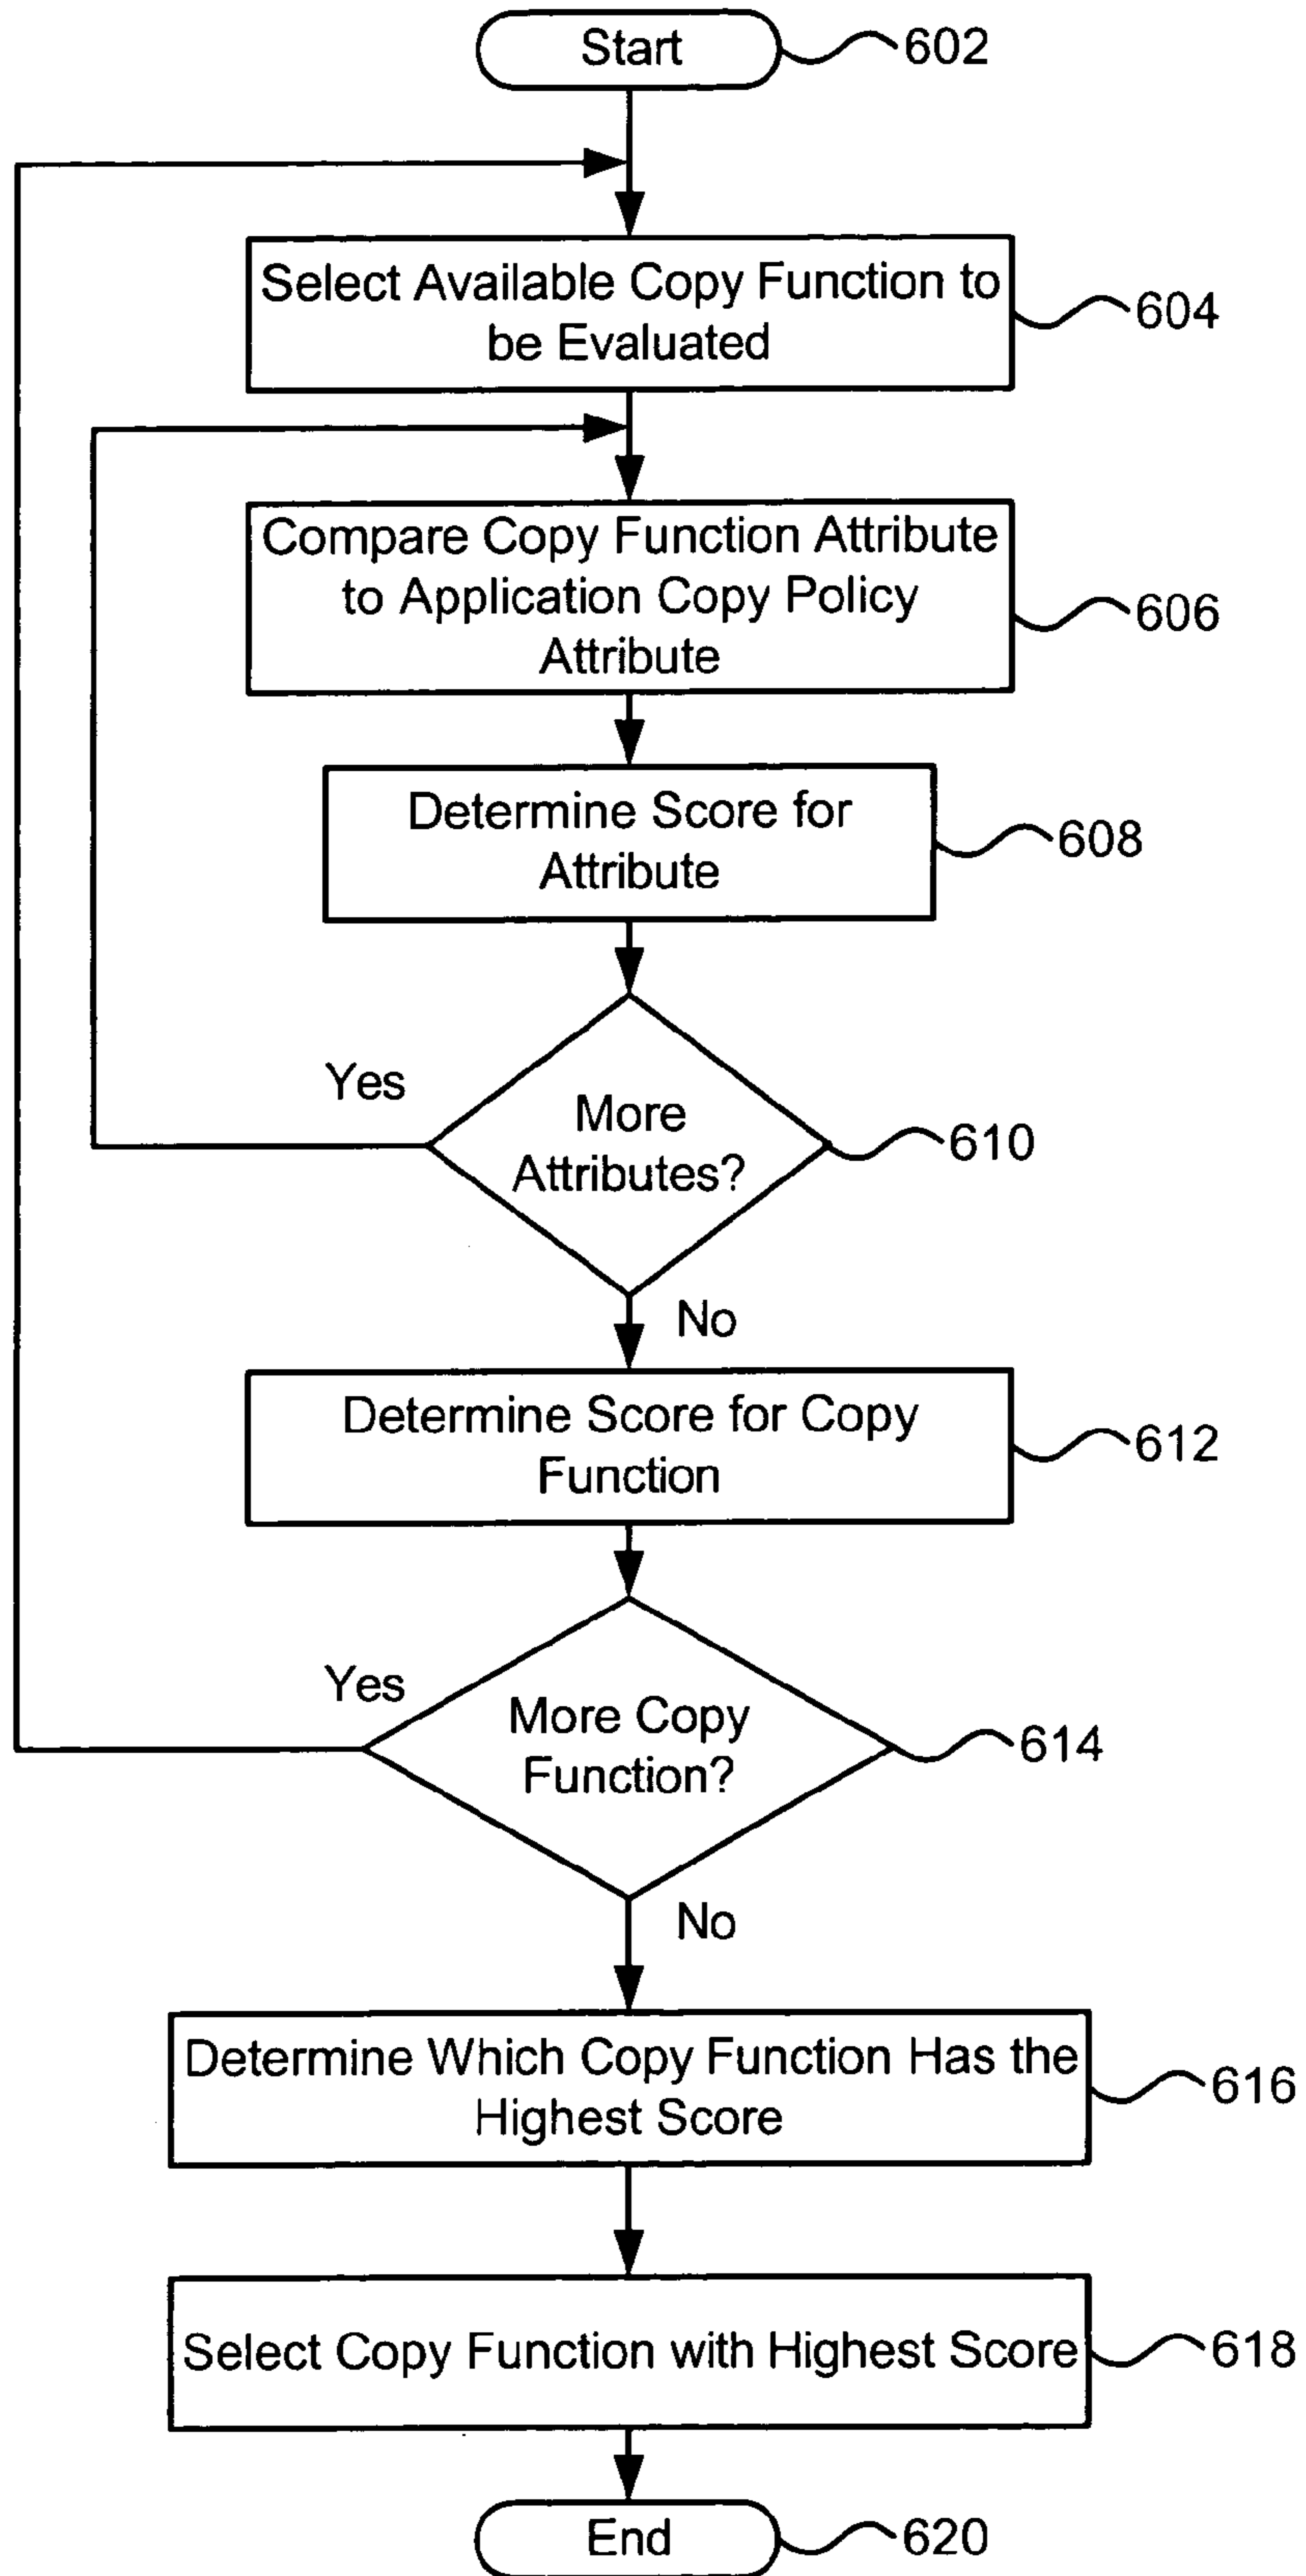 Start
602
Select Available Copy Function to
be Evaluated
604
Compare Copy Function Attribute
to Application Copy Policy
Attribute
606
Determine Score for
Attribute
608
Yes
More
Attributes?
610
No
Determine Score for Copy
Function
612
Yes
More Copy
Function?
614
No
Determine Which Copy Function Has the
Highest Score
616
Select Copy Function with Highest Score
618
End
620